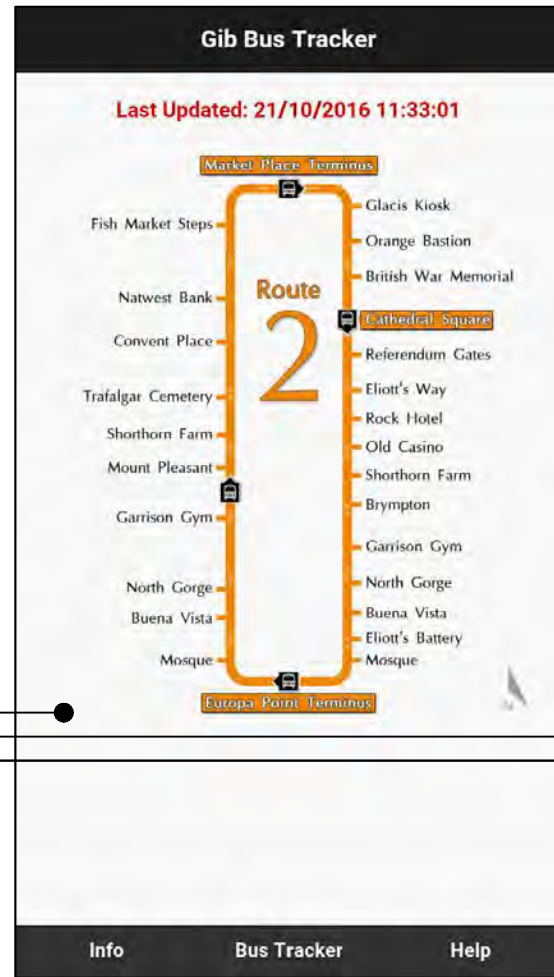 Gib Bus Tracker
Last Updated: 21/10/2016 11:33:01
Market Place Terminus
Fish Market Steps
Natwest Bank
Convent Place
Trafalgar Cemetery
Shorthorn Farm
Mount Pleasant
Garrison Gym
North Gorge
Buena Vista
Mosque
Route
2
Glacis Kiosk
Orange Bastion
British War Memorial
Cathedral Square
Referendum Gates
Eliott's Way
Rock Hotel
Old Casino
Shorthorn Farm
Brympton
Garrison Gym
North Gorge
Buena Vista
Eliott's Battery
Mosque
Europa Point Terminus
Info Bus Tracker Help